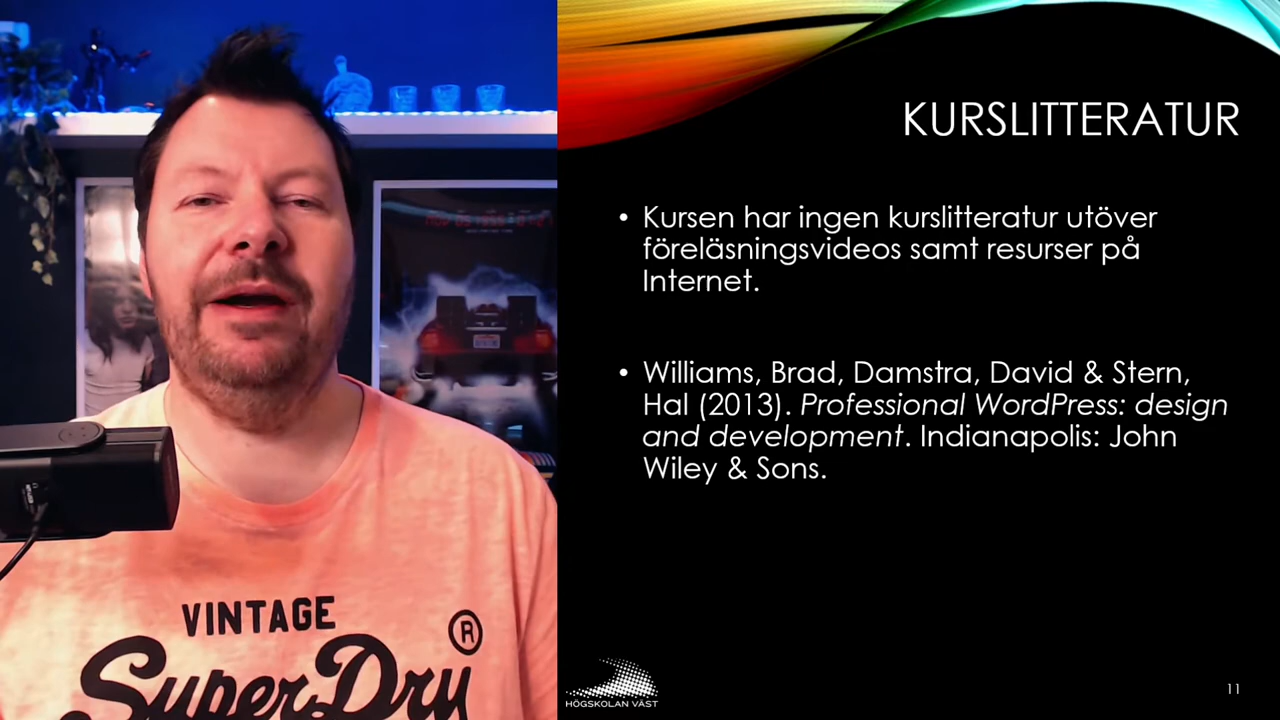 KURSLITTERATUR
• Kursen har ingen kurslitteratur utöver
föreläsningsvideos samt resurser på
Internet.
• Williams, Brad, Damstra, David & Stern,
Hal (2013). Professional WordPress: design
and development. Indianapolis: John
Wiley & Sons.
VINTAGE
SuperDry
®
HÖGSKOLAN VÄST
11